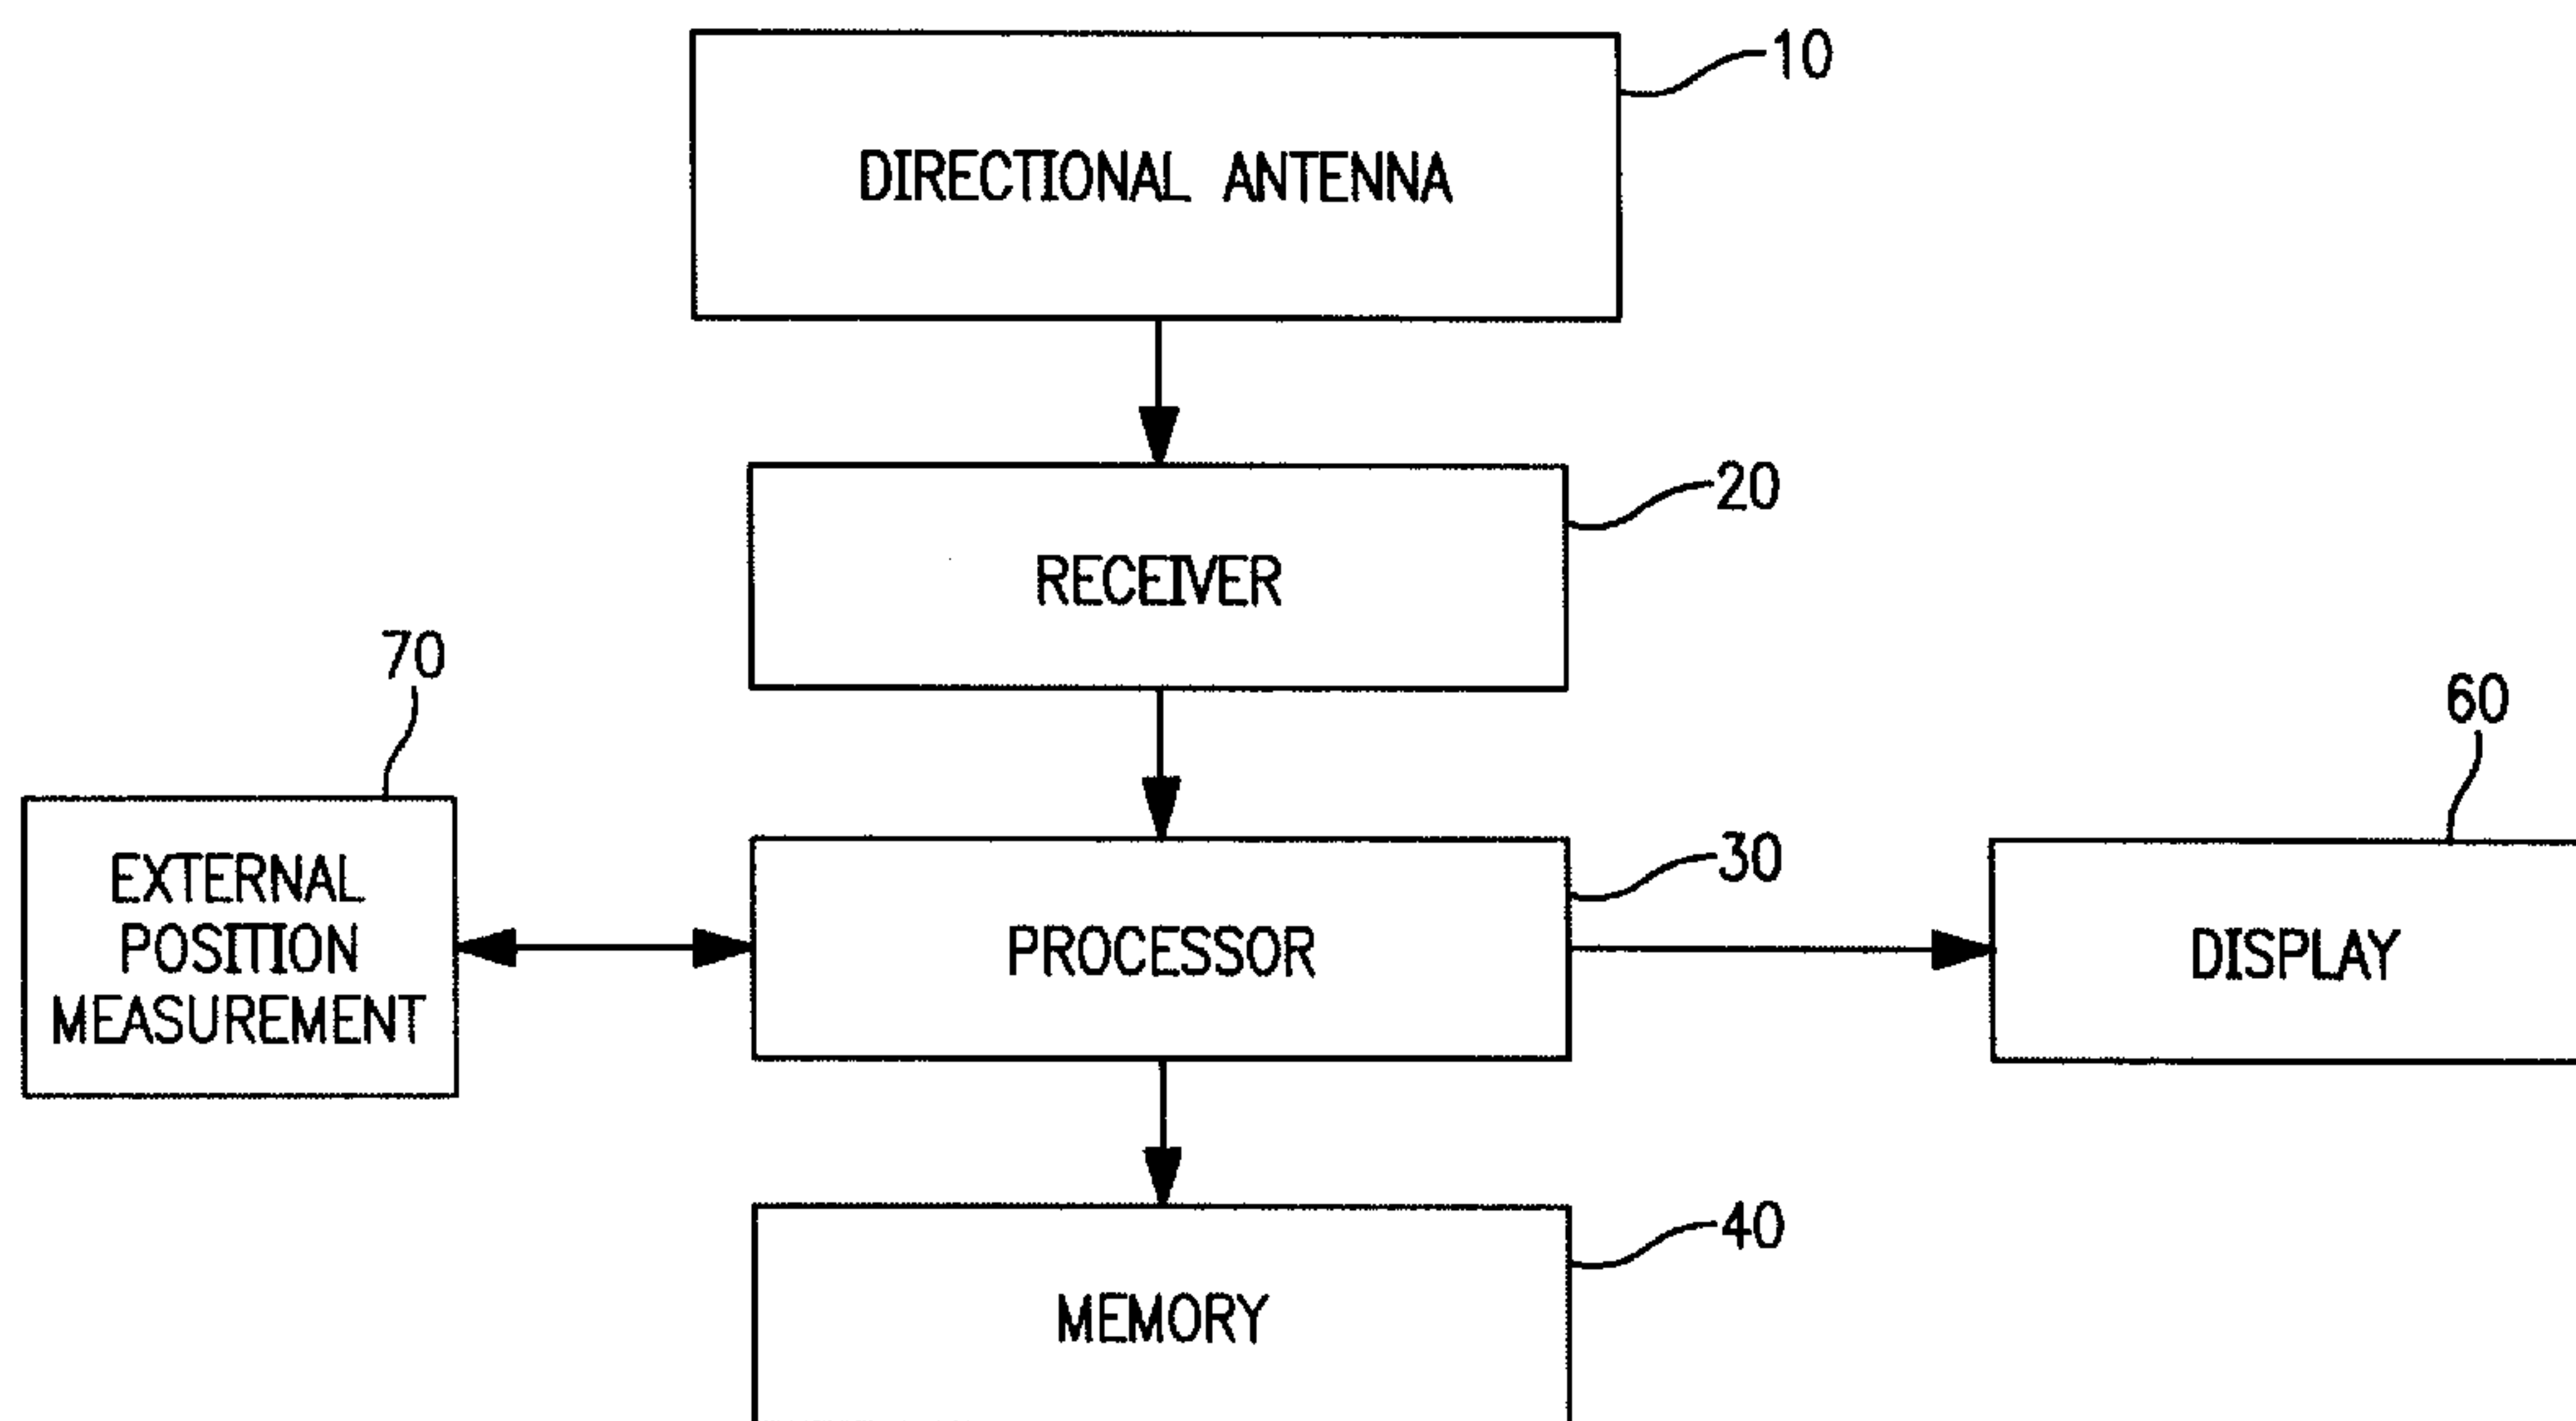 10
DIRECTIONAL ANTENNA
20
RECEIVER
70
60
30
EXTERNAL
POSITION
MEASUREMENT
PROCESSOR
DISPLAY
40
MEMORY